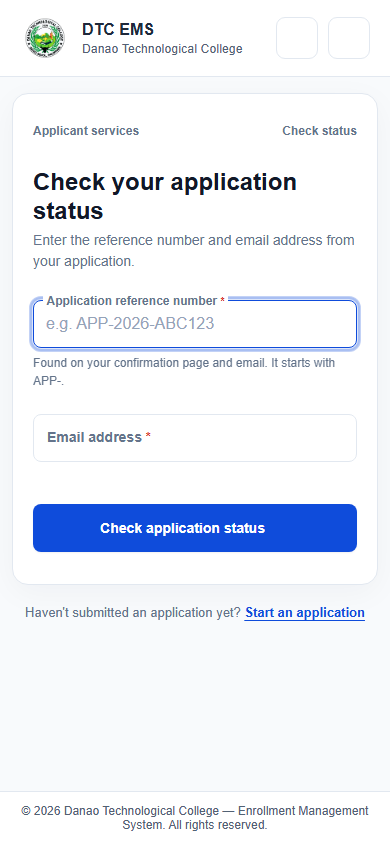 DTC EMS
Danao Technological College
Applicant services
Check status
Check your application
status
Enter the reference number and email address from
your application.
Application reference number *
e.g. APP-2026-ABC123
Found on your confirmation page and email. It starts with
APP-.
Email address *
Check application status
Haven't submitted an application yet? Start an application
© 2026 Danao Technological College — Enrollment Management
System. All rights reserved.